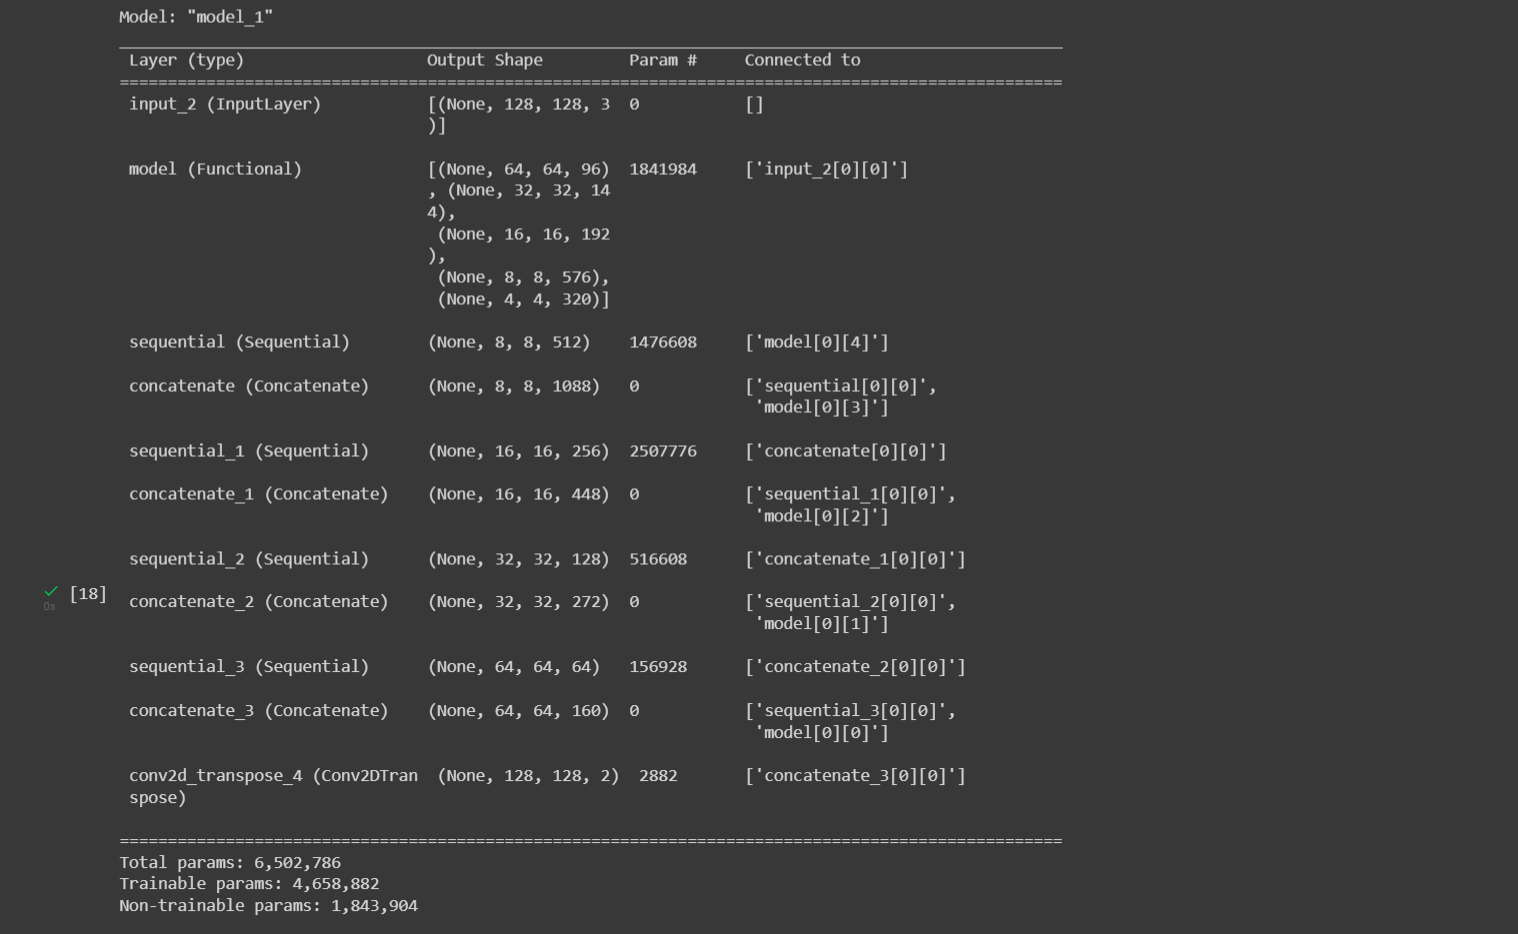 Model: "model_1"
Layer (type) Output Shape Param # Connected to
input_2 (InputLayer) [(None, 128, 128, 3 0 []
)]
model (Functional) [(None, 64, 64, 96) 1841984 ['input_2[0][0]']
, (None, 32, 32, 14
4),
(None, 16, 16, 192
),
(None, 8, 8, 576),
(None, 4, 4, 320)]
sequential (Sequential) (None, 8, 8, 512) 1476608 ['model[0][4]']
concatenate (Concatenate) (None, 8, 8, 1088) 0 ['sequential[0][0]',
'model[0][3]']
sequential_1 (Sequential) (None, 16, 16, 256) 2507776 ['concatenate[0][0]']
concatenate_1 (Concatenate) (None, 16, 16, 448) 0 ['sequential_1[0][0]',
'model[0][2]']
sequential_2 (Sequential) (None, 32, 32, 128) 516608 ['concatenate_1[0][0]']
0s [18] concatenate_2 (Concatenate) (None, 32, 32, 272) 0 ['sequential_2[0][0]',
'model[0][1]']
sequential_3 (Sequential) (None, 64, 64, 64) 156928 ['concatenate_2[0][0]']
concatenate_3 (Concatenate) (None, 64, 64, 160) 0 ['sequential_3[0][0]',
'model[0][0]']
conv2d_transpose_4 (Conv2DTran (None, 128, 128, 2) 2882 ['concatenate_3[0][0]']
spose)
Total params: 6,502,786
Trainable params: 4,658,882
Non-trainable params: 1,843,904